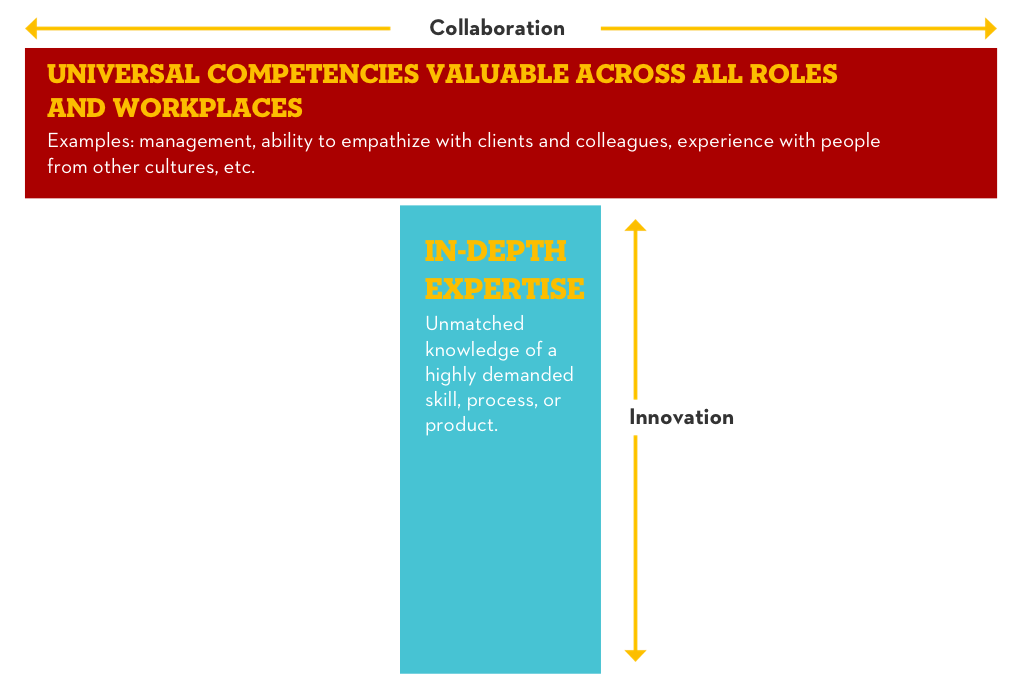 Collaboration
UNIVERSAL COMPETENCIES VALUABLE ACROSS ALL ROLES
AND WORKPLACES
Examples: management, ability to empathize with clients and colleagues, experience with people
from other cultures, etc.
IN-DEPTH
EXPERTISE
Unmatched
knowledge of a
highly demanded
skill, process, or
product.
Innovation